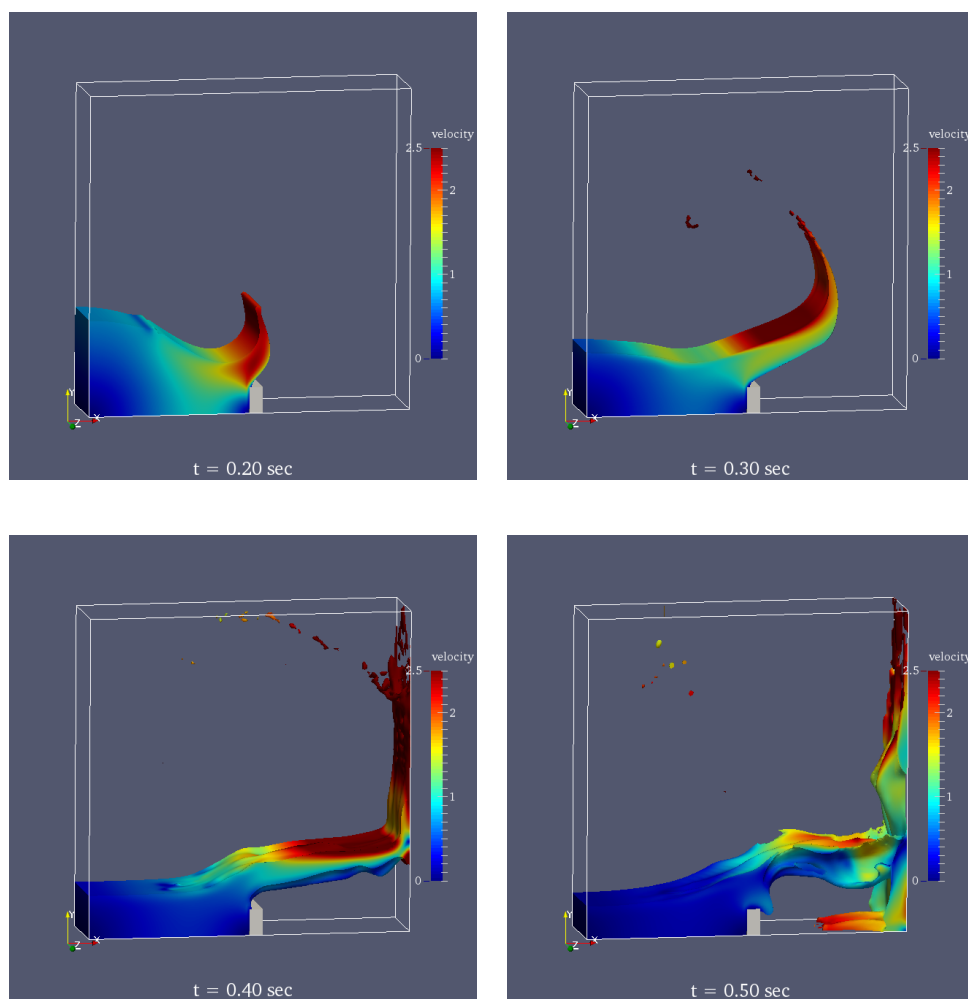 velocity
2.5
2
1
0
Y
Z
X
t = 0.20 sec
velocity
2.5
2
1
0
Y
Z
X
t = 0.30 sec
velocity
2.5
2
1
0
Y
Z
X
t = 0.40 sec
velocity
2.5
2
1
0
Y
Z
X
t = 0.50 sec